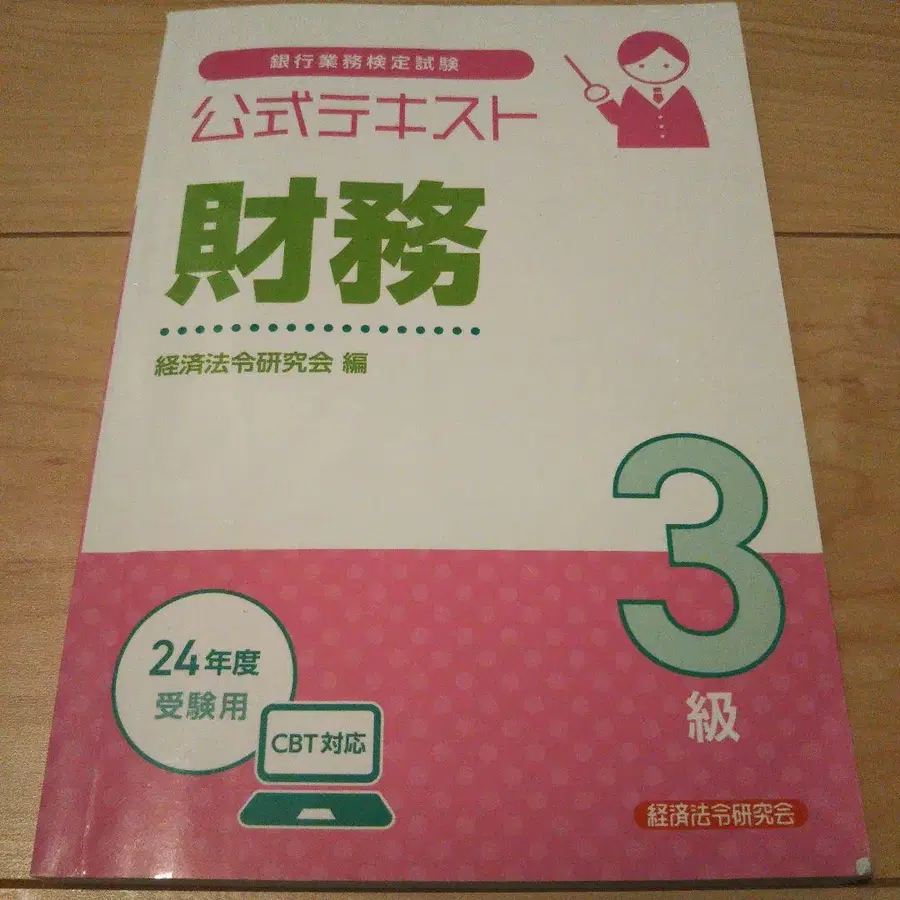 銀行業務検定試験
公式テキスト
財務
経済法令研究会 編
3
級
24年度
受験用
CBT対応
経済法令研究会